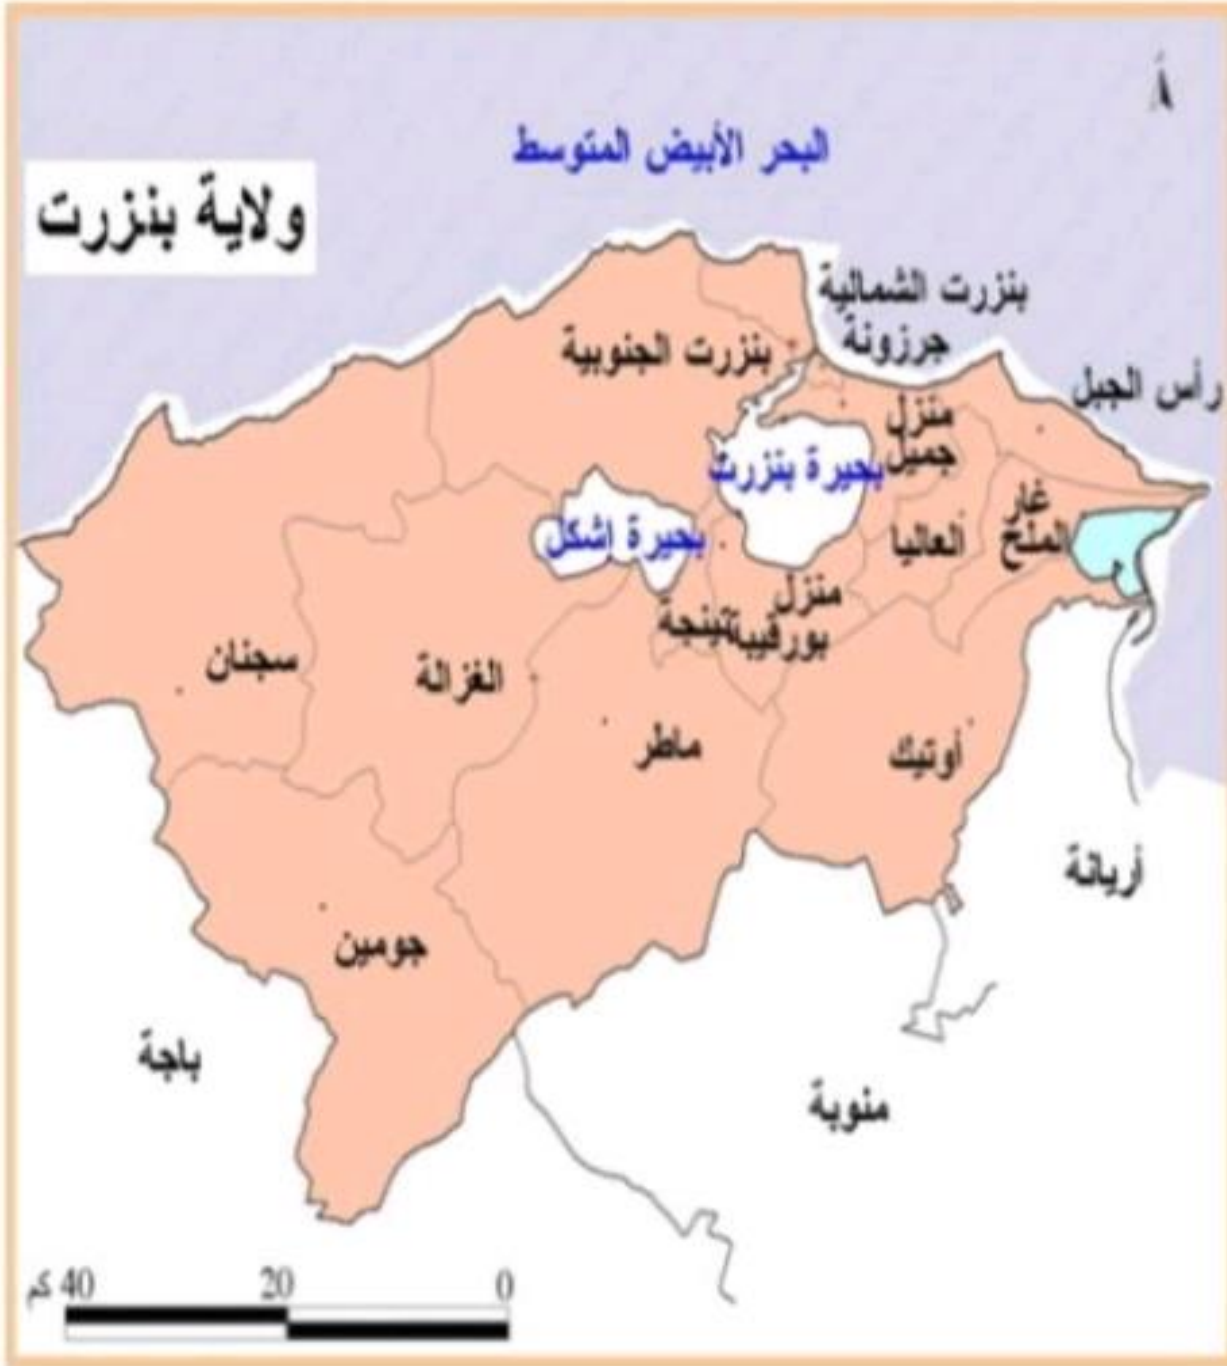 البحر الأبيض المتوسط
ولاية بنزرت
بنزرت الشمالية
جرزونة
بنزرت الجنوبية
رأس الجبل
منزل
جميل
بحيرة بنزرت
غار
الملح
العاليا
بحيرة اشكل
منزل
بورقيبة
تينجة
سجنان
الغزالة
ماطر
أوتيك
أريانة
جومين
باجة
منوبة
0 20 40 كم